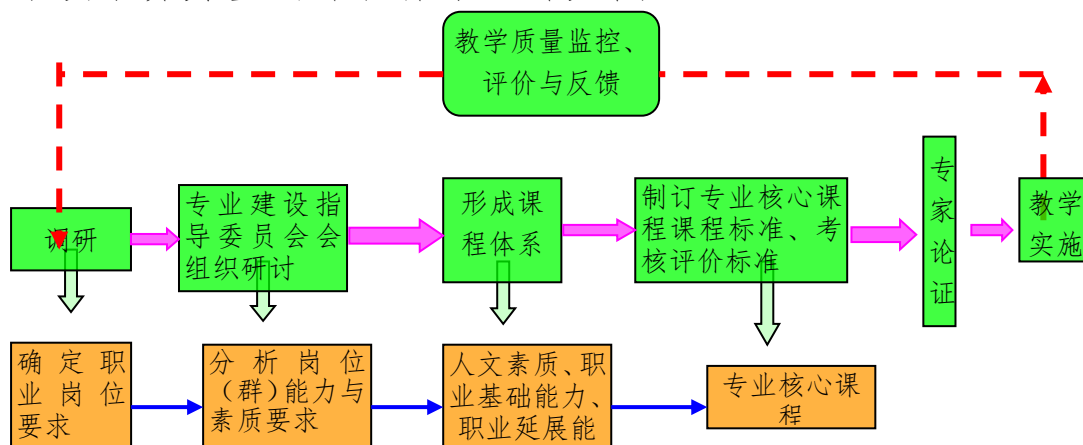 教学质量监控、
评价与反馈
调研
专业建设指
导委员会会
组织研讨
形成课
程体系
制订专业核心课
程课程标准、考
核评价标准
专
家
论
证
教学
实施
确定职
业岗位
要求
分析岗位
（群）能力与
素质要求
人文素质、职
业基础能力、
职业延展能
专业核心课
程